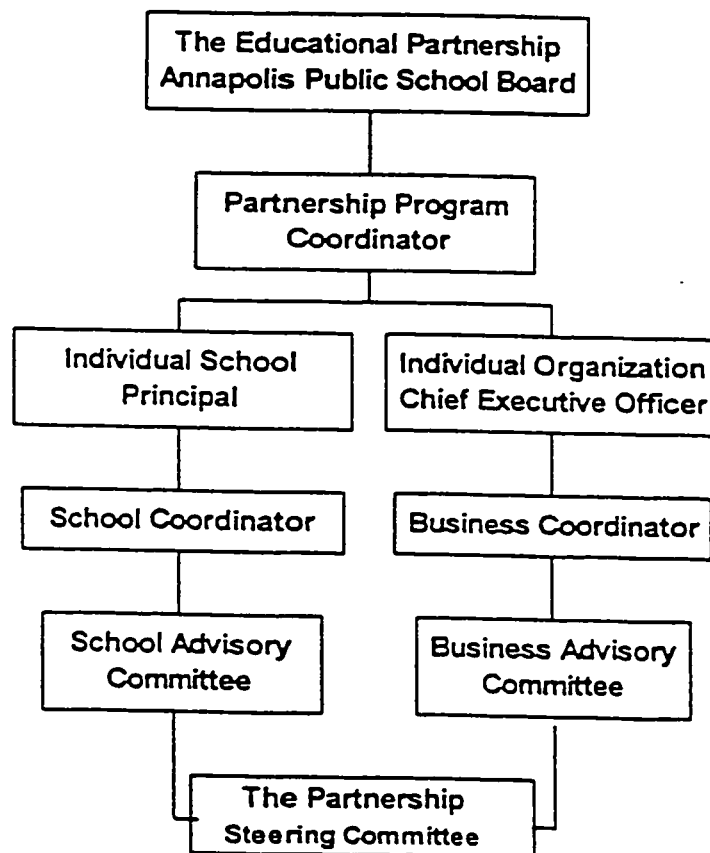 The Educational Partnership
Annapolis Public School Board
Partnership Program
Coordinator
Individual School
Principal
Individual Organization
Chief Executive Officer
School Coordinator
Business Coordinator
School Advisory
Committee
Business Advisory
Committee
The Partnership
Steering Committee